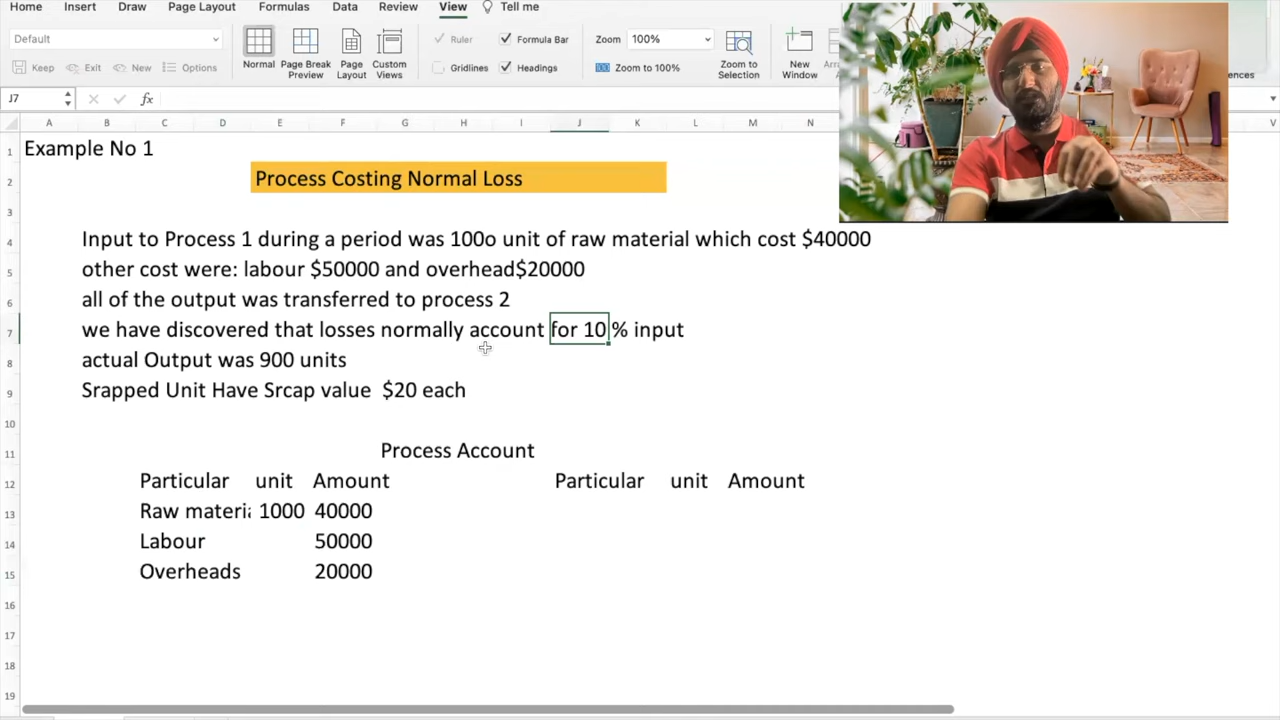 Home Insert Draw Page Layout Formulas Data Review View Tell me
Default
Keep Exit New Options
Normal Page Break Preview Page Layout Custom Views
Ruler Formula Bar
Gridlines Headings
Zoom 100%
Zoom to 100%
Zoom to Selection
New Window
J7 fx
A B C D E F G H I J K L M N V
1 Example No 1
2 Process Costing Normal Loss
3
4 Input to Process 1 during a period was 100o unit of raw material which cost $40000
5 other cost were: labour $50000 and overhead$20000
6 all of the output was transferred to process 2
7 we have discovered that losses normally account for 10 % input
8 actual Output was 900 units
9 Srapped Unit Have Srcap value $20 each
10
11 Process Account
12 Particular unit Amount Particular unit Amount
13 Raw materia 1000 40000
14 Labour 50000
15 Overheads 20000
16
17
18
19